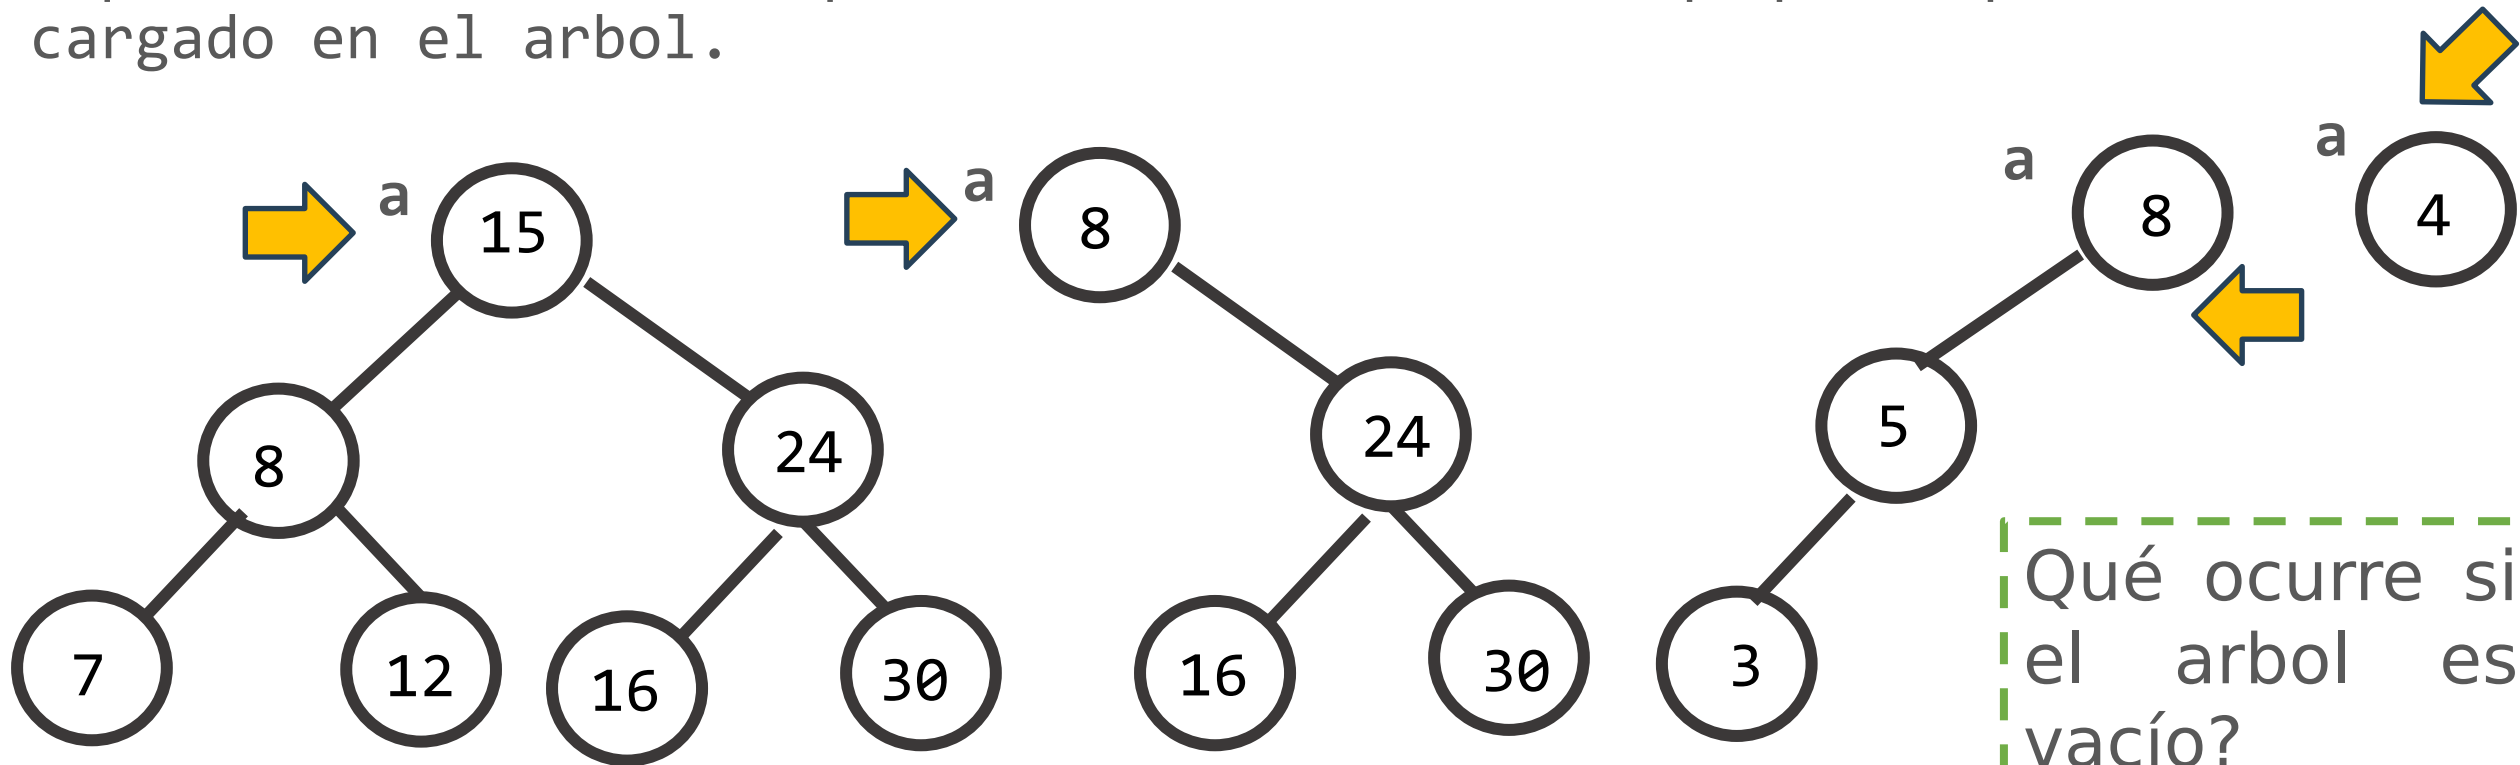 cargado en el arbol.
a
15
8
24
7
12
16
30
a
8
24
16
30
a
8
5
3
a
4
Qué ocurre si
el arbol es
vacío?